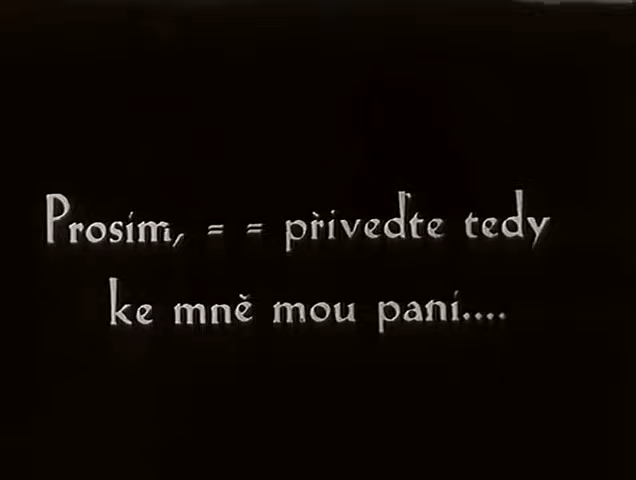 Prosím, = = přiveďte tedy
ke mně mou paní....